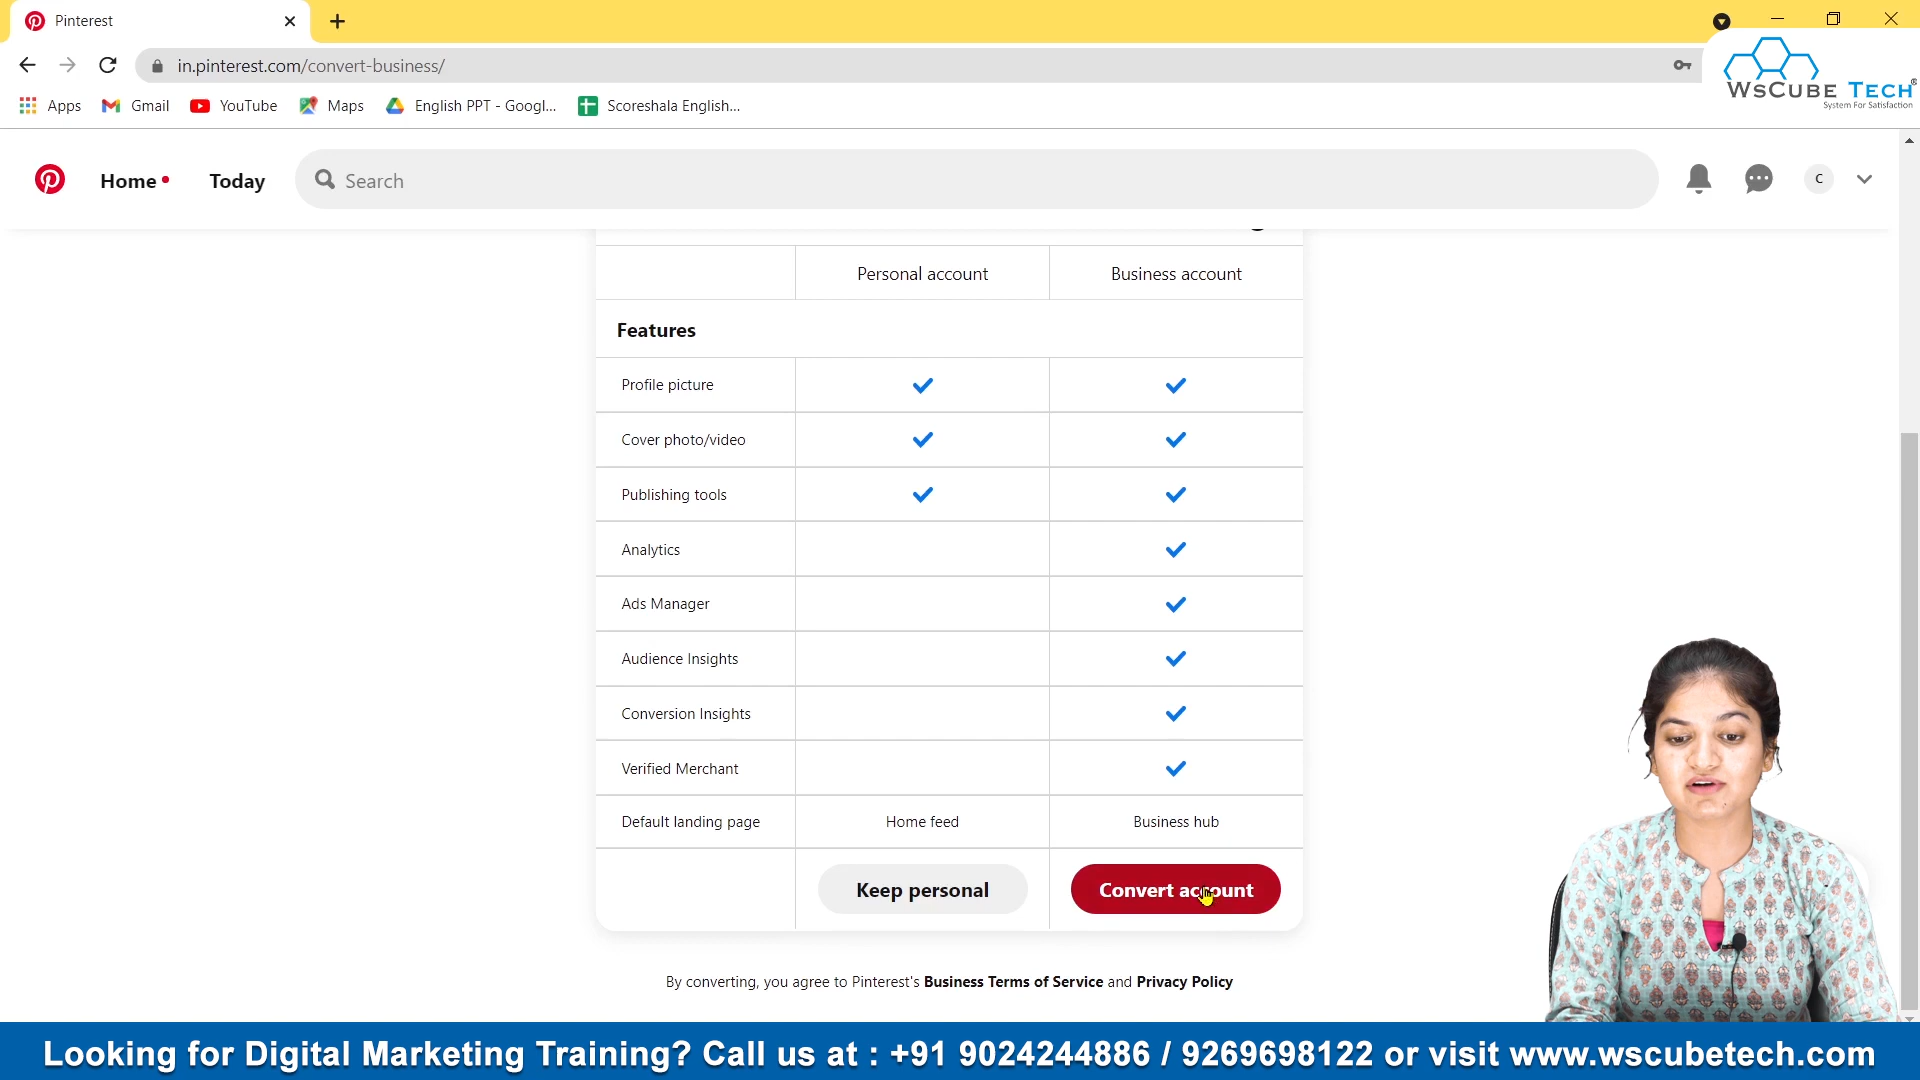 Pinterest
in.pinterest.com/convert-business/
WsCube Tech®
System For Satisfaction
Apps Gmail YouTube Maps English PPT - Googl... Scoreshala English...
Home Today Search C
Personal account Business account
Features
Profile picture
Cover photo/video
Publishing tools
Analytics
Ads Manager
Audience Insights
Conversion Insights
Verified Merchant
Default landing page Home feed Business hub
Keep personal Convert account
By converting, you agree to Pinterest's Business Terms of Service and Privacy Policy
Looking for Digital Marketing Training? Call us at : +91 9024244886 / 9269698122 or visit www.wscubetech.com